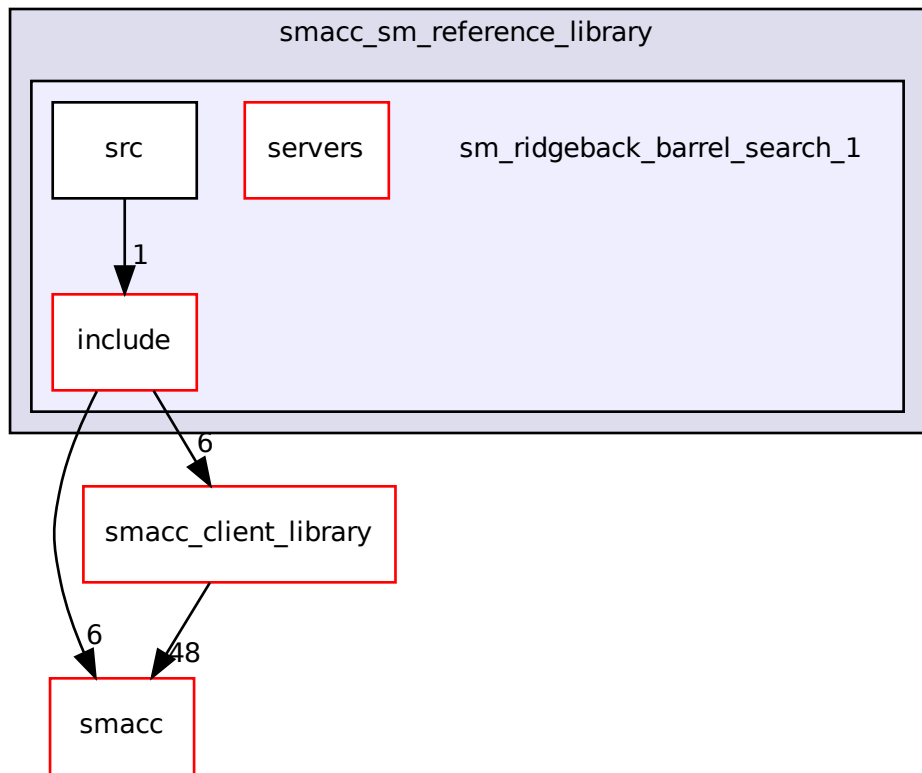 smacc_sm_reference_library
src
servers
sm_ridgeback_barrel_search_1
1
include
6
smacc_client_library
6
48
smacc